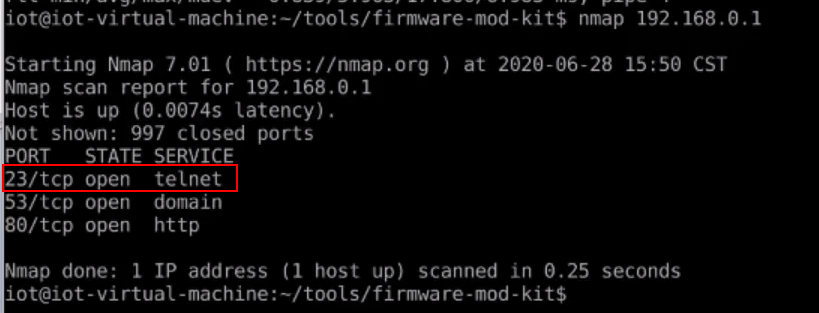 iot@iot-virtual-machine:~/tools/firmware-mod-kit$ nmap 192.168.0.1
Starting Nmap 7.01 ( https://nmap.org ) at 2020-06-28 15:50 CST
Nmap scan report for 192.168.0.1
Host is up (0.0074s latency).
Not shown: 997 closed ports
PORT   STATE SERVICE
23/tcp open  telnet
53/tcp open  domain
80/tcp open  http
Nmap done: 1 IP address (1 host up) scanned in 0.25 seconds
iot@iot-virtual-machine:~/tools/firmware-mod-kit$